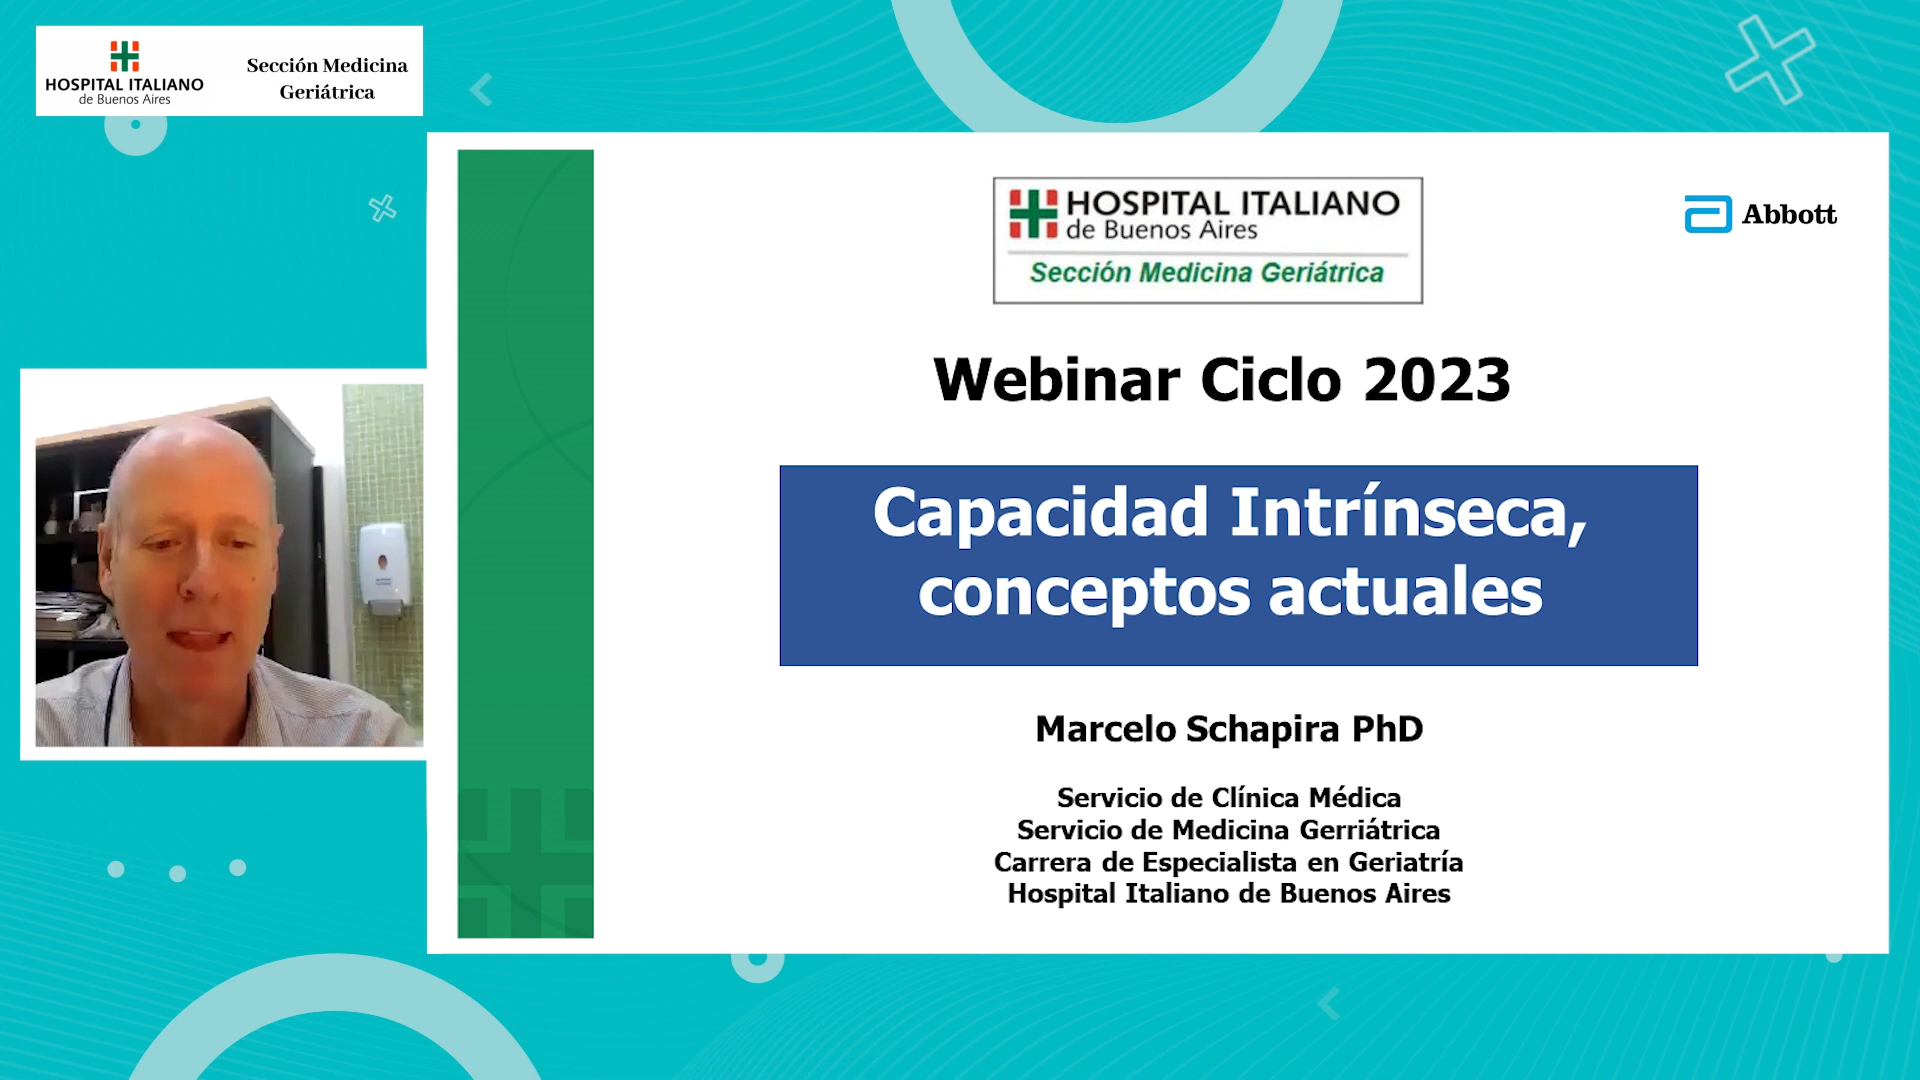 HOSPITAL ITALIANO
de Buenos Aires
Sección Medicina
Geriátrica
HOSPITAL ITALIANO
de Buenos Aires
Sección Medicina Geriátrica
Abbott
Webinar Ciclo 2023
Capacidad Intrínseca,
conceptos actuales
Marcelo Schapira PhD
Servicio de Clínica Médica
Servicio de Medicina Gerriátrica
Carrera de Especialista en Geriatría
Hospital Italiano de Buenos Aires